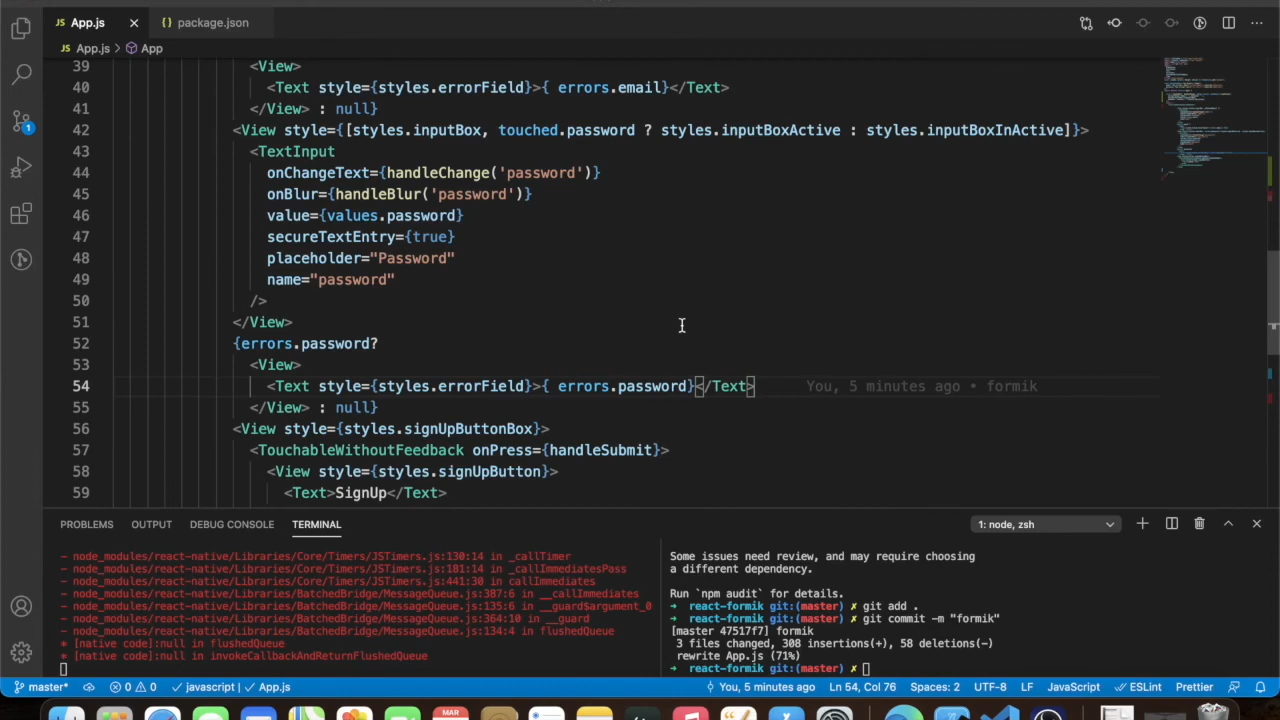 JS App.js ×
{ } package.json
JS App.js > App
39 <View>
40 <Text style={styles.errorField}>{ errors.email}</Text>
41 </View> : null}
42 <View style={[styles.inputBox, touched.password ? styles.inputBoxActive : styles.inputBoxInActive]}>
43 <TextInput
44 onChangeText={handleChange('password')}
45 onBlur={handleBlur('password')}
46 value={values.password}
47 secureTextEntry={true}
48 placeholder="Password"
49 name="password"
50 />
51 </View>
52 {errors.password?
53 <View>
54 <Text style={styles.errorField}>{ errors.password}</Text> You, 5 minutes ago • formik
55 </View> : null}
56 <View style={styles.signUpButtonBox}>
57 <TouchableWithoutFeedback onPress={handleSubmit}>
58 <View style={styles.signUpButton}>
59 <Text>SignUp</Text>
1
PROBLEMS OUTPUT DEBUG CONSOLE TERMINAL
1: node, zsh
- node_modules/react-native/Libraries/Core/Timers/JSTimers.js:130:14 in _callTimer
- node_modules/react-native/Libraries/Core/Timers/JSTimers.js:181:14 in _callImmediatesPass
- node_modules/react-native/Libraries/Core/Timers/JSTimers.js:441:30 in callImmediates
- node_modules/react-native/Libraries/BatchedBridge/MessageQueue.js:387:6 in __callImmediates
- node_modules/react-native/Libraries/BatchedBridge/MessageQueue.js:135:6 in __guard$argument_0
- node_modules/react-native/Libraries/BatchedBridge/MessageQueue.js:364:10 in __guard
- node_modules/react-native/Libraries/BatchedBridge/MessageQueue.js:134:4 in flushedQueue
* [native code]:null in flushedQueue
* [native code]:null in invokeCallbackAndReturnFlushedQueue
Some issues need review, and may require choosing
a different dependency.
Run `npm audit` for details.
➜ react-formik git:(master) ✗ git add .
➜ react-formik git:(master) ✗ git commit -m "formik"
[master 47517f7] formik
3 files changed, 308 insertions(+), 58 deletions(-)
rewrite App.js (71%)
➜ react-formik git:(master) ✗
master* 0 0 ✓ javascript | ✓ App.js You, 5 minutes ago Ln 54, Col 76 Spaces: 2 UTF-8 LF JavaScript ✓✓ ESLint Prettier
MAR